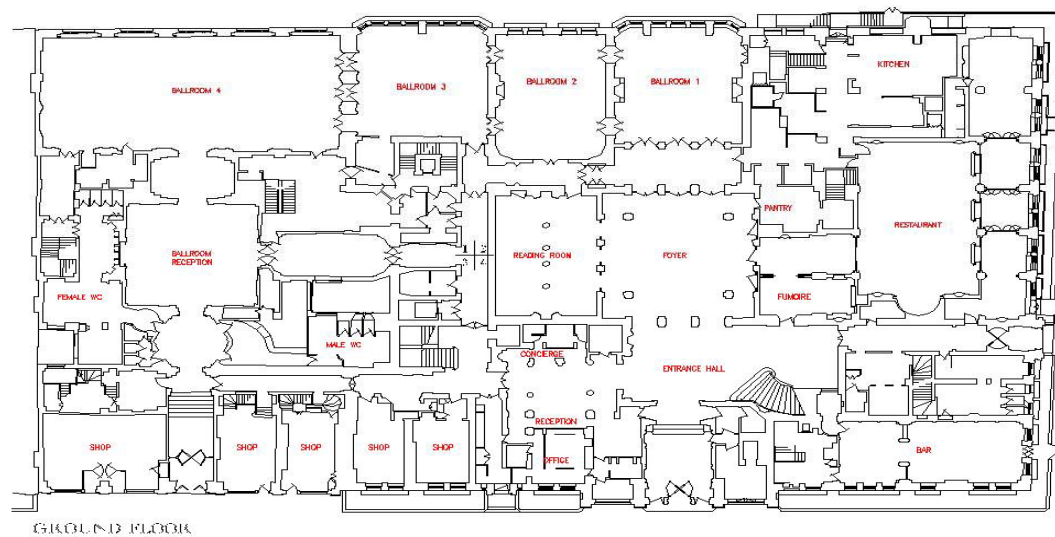 KITCHEN
BALLROOM 4
BALLROOM 3
BALLROOM 2
BALLROOM 1
PANTRY
RESTAURANT
BALLROOM
RECEPTION
READING ROOM
FOYER
FEMALE WC
FUMOIRE
MALE WC
CONCIERGE
ENTRANCE HALL
RECEPTION
SHOP
SHOP
SHOP
SHOP
SHOP
OFFICE
BAR
GROUND FLOOR